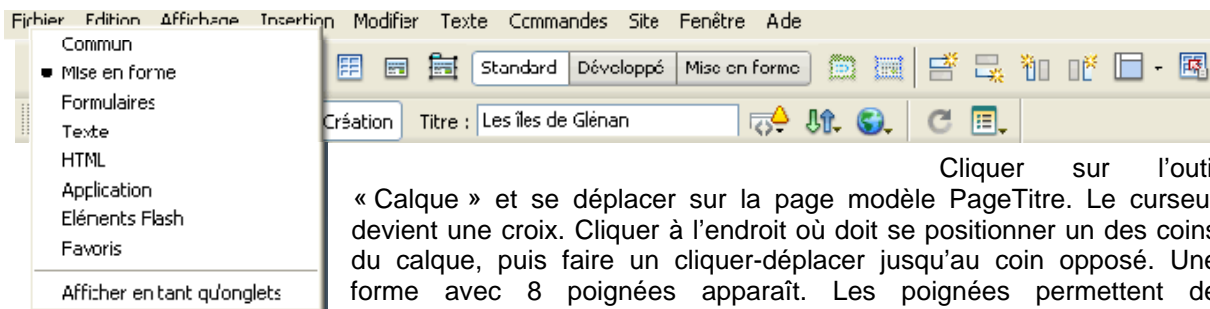 Fichier Edition Affichage Insertion Modifier Texte Commandes Site Fenêtre Aide
Commun
Mise en forme
Formulaires
Texte
HTML
Application
Eléments Flash
Favoris
Afficher en tant qu'onglets
Standard Développé Mise en forme
Création Titre : Les îles de Glénan
Cliquer sur l'outi
« Calque » et se déplacer sur la page modèle PageTitre. Le curseu
devient une croix. Cliquer à l'endroit où doit se positionner un des coins
du calque, puis faire un cliquer-déplacer jusqu'au coin opposé. Une
forme avec 8 poignées apparaît. Les poignées permettent de